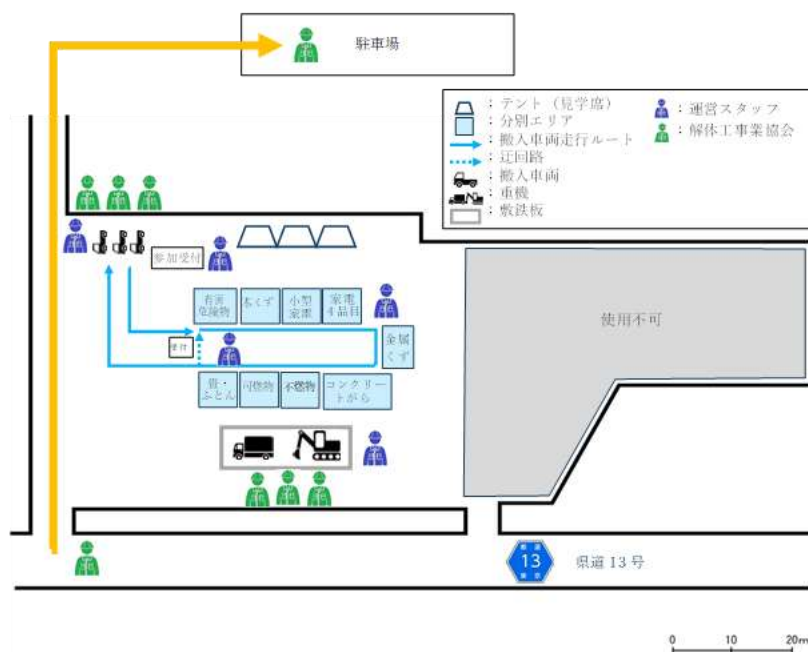 駐車場
：テント（見学席）
：分別エリア
：搬入車両走行ルート
：迂回路
：搬入車両
：重機
：敷鉄板
：運営スタッフ
：解体工事業協会
参加受付
有害
危険物
木くず
小型
家電
家電
4品目
金属
くず
受付
畳・
ふとん
可燃物
不燃物
コンクリー
トがら
使用不可
13
県道13号
0 10 20m